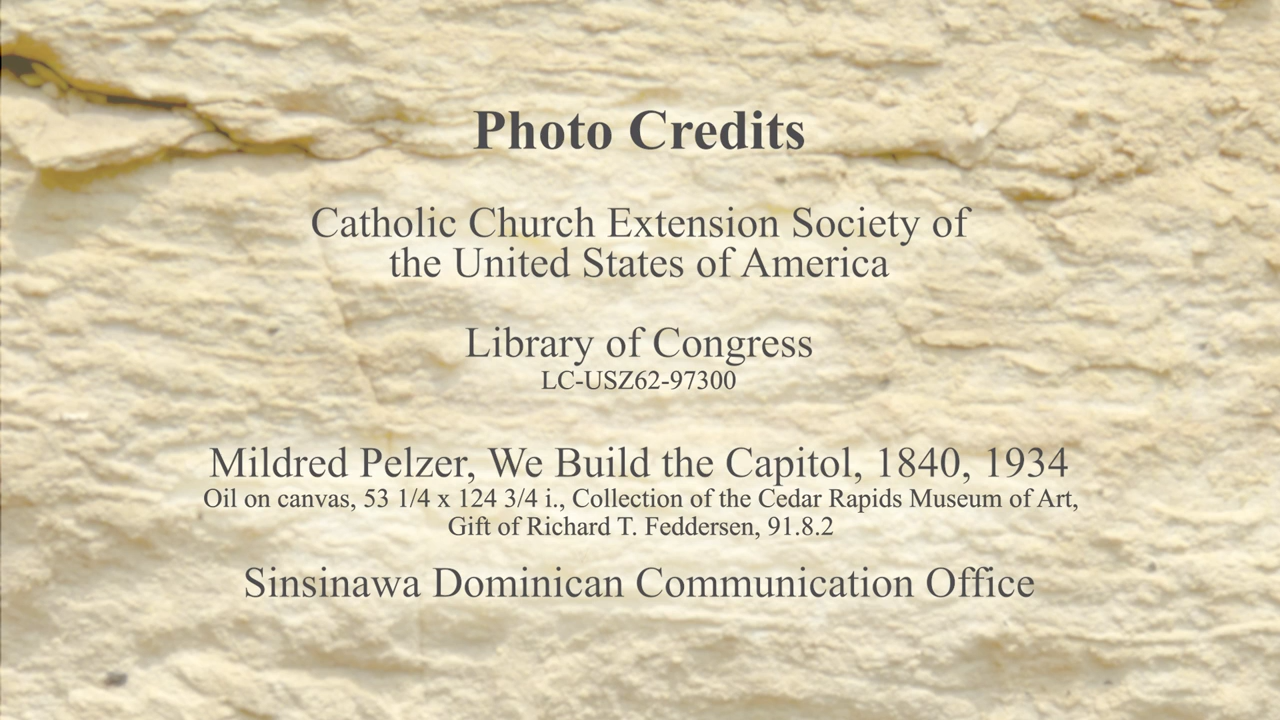 Photo Credits
Catholic Church Extension Society of
the United States of America
Library of Congress
LC-USZ62-97300
Mildred Pelzer, We Build the Capitol, 1840, 1934
Oil on canvas, 53 1/4 x 124 3/4 i., Collection of the Cedar Rapids Museum of Art,
Gift of Richard T. Feddersen, 91.8.2
Sinsinawa Dominican Communication Office